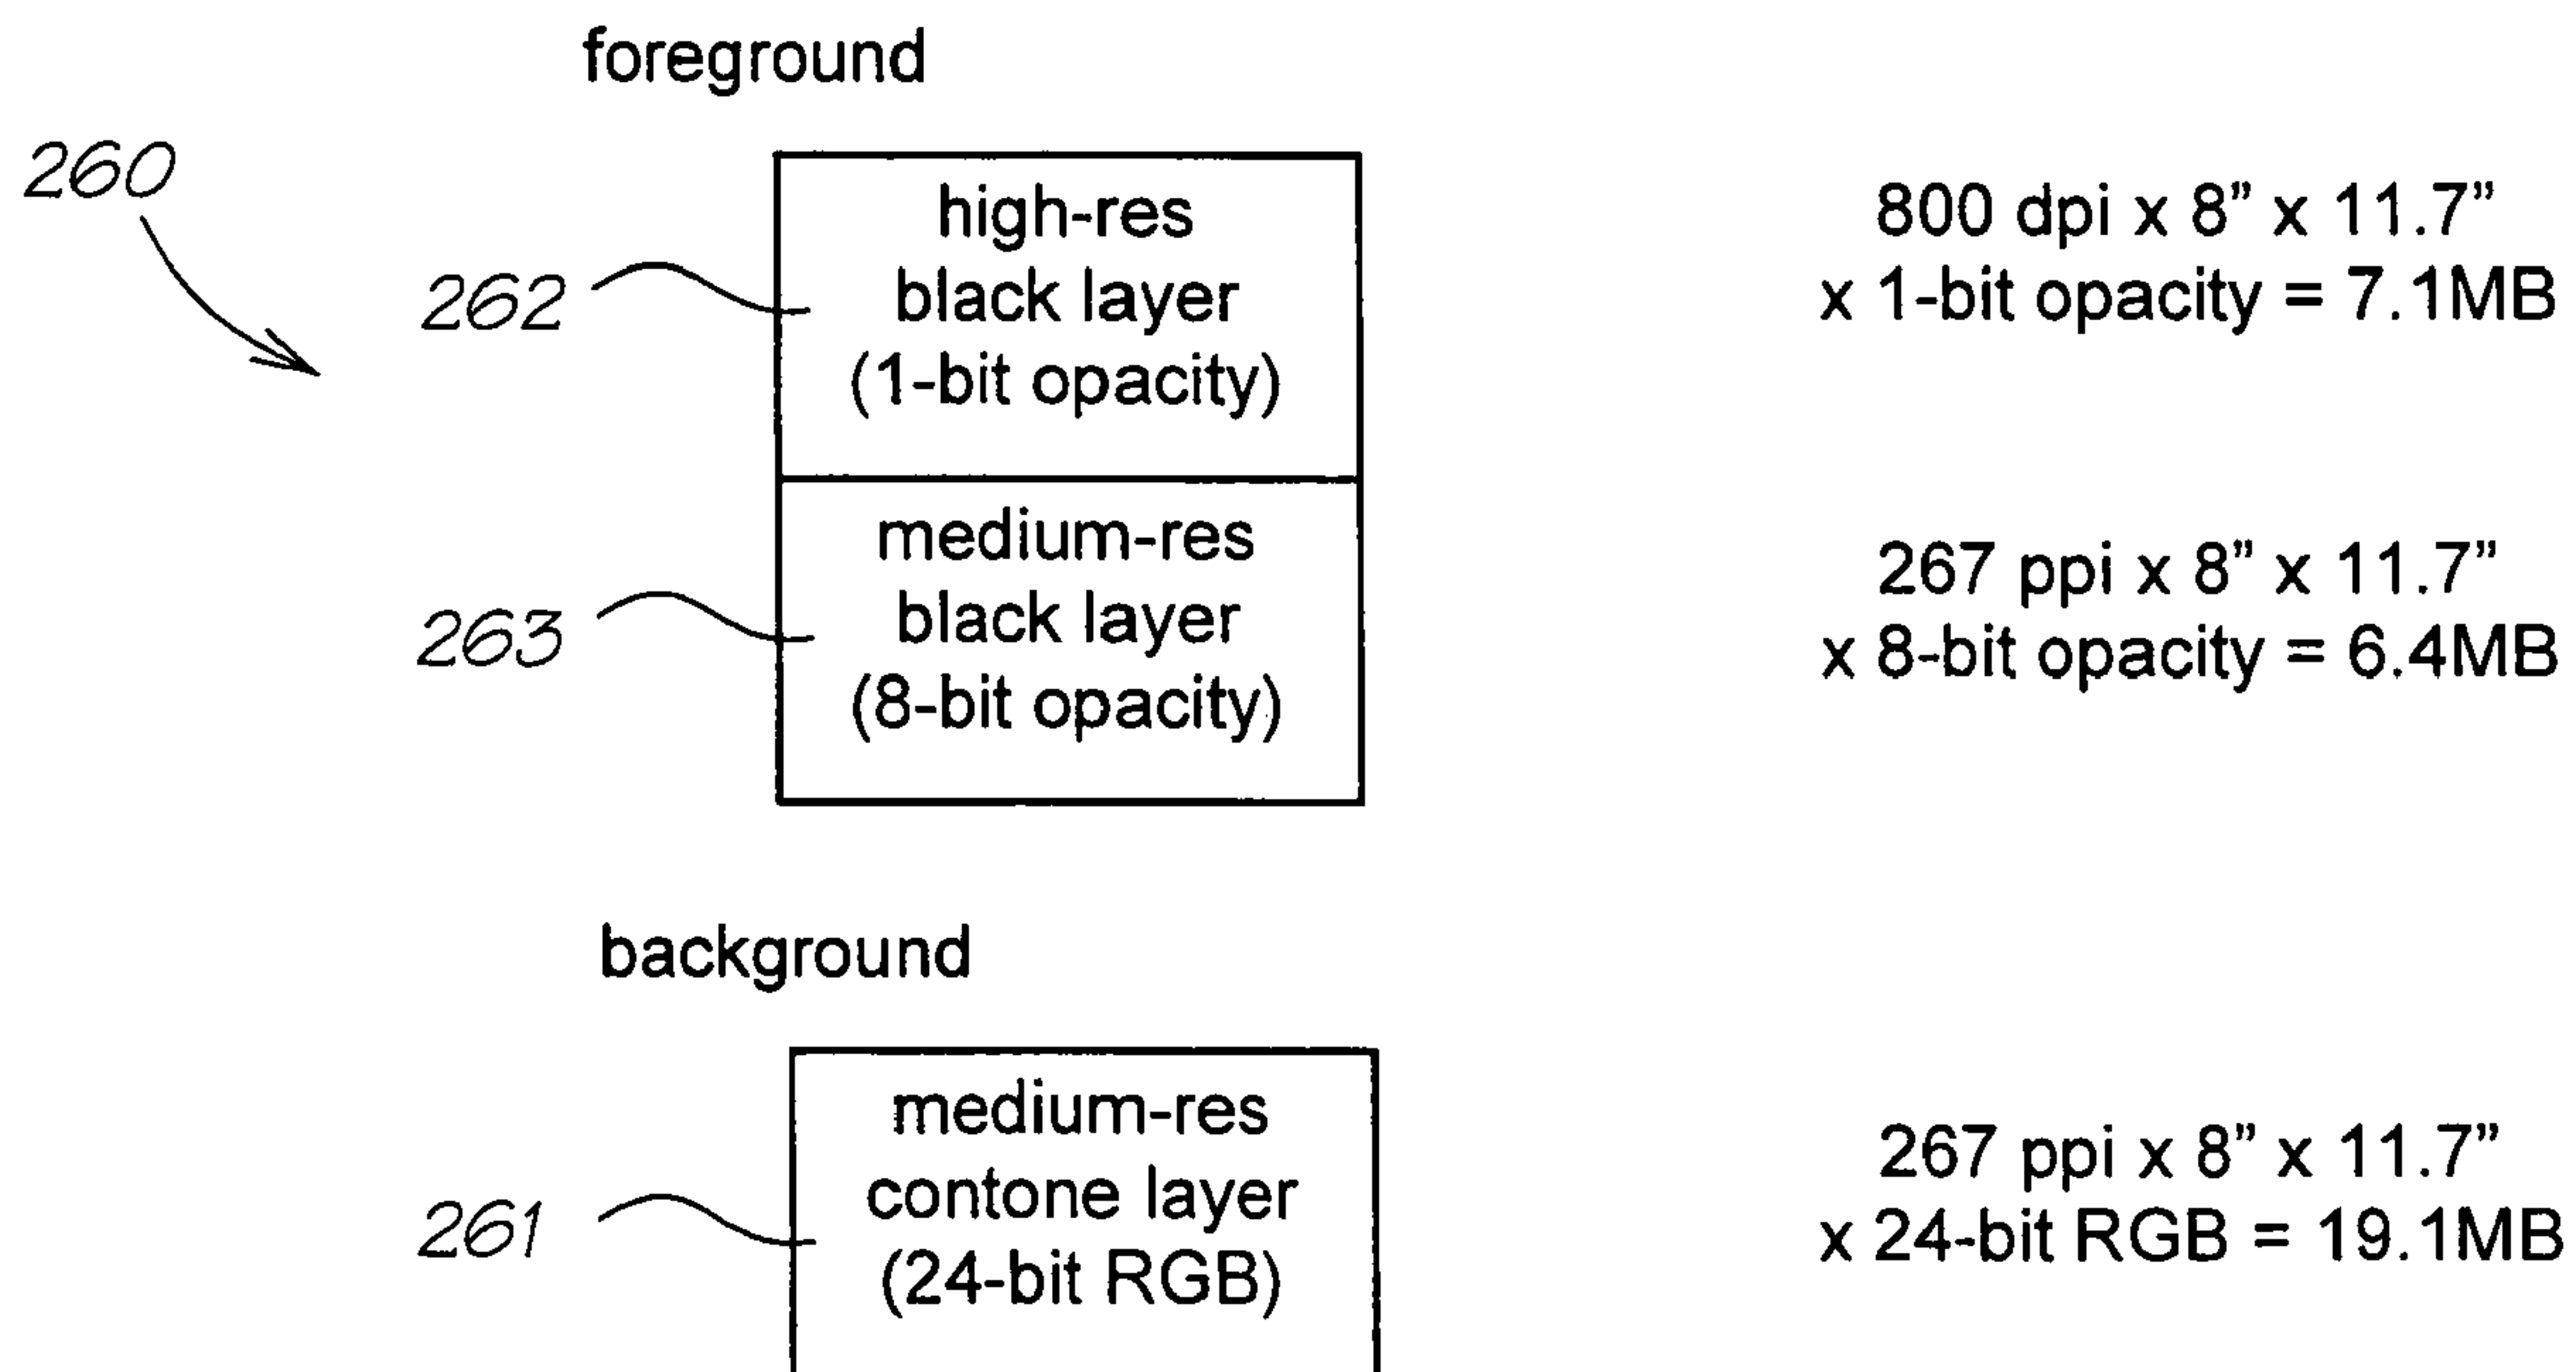 foreground
260
262
high-res
black layer
(1-bit opacity)
800 dpi x 8” x 11.7”
x 1-bit opacity = 7.1MB
263
medium-res
black layer
(8-bit opacity)
267 ppi x 8” x 11.7”
x 8-bit opacity = 6.4MB
background
261
medium-res
contone layer
(24-bit RGB)
267 ppi x 8” x 11.7”
x 24-bit RGB = 19.1MB